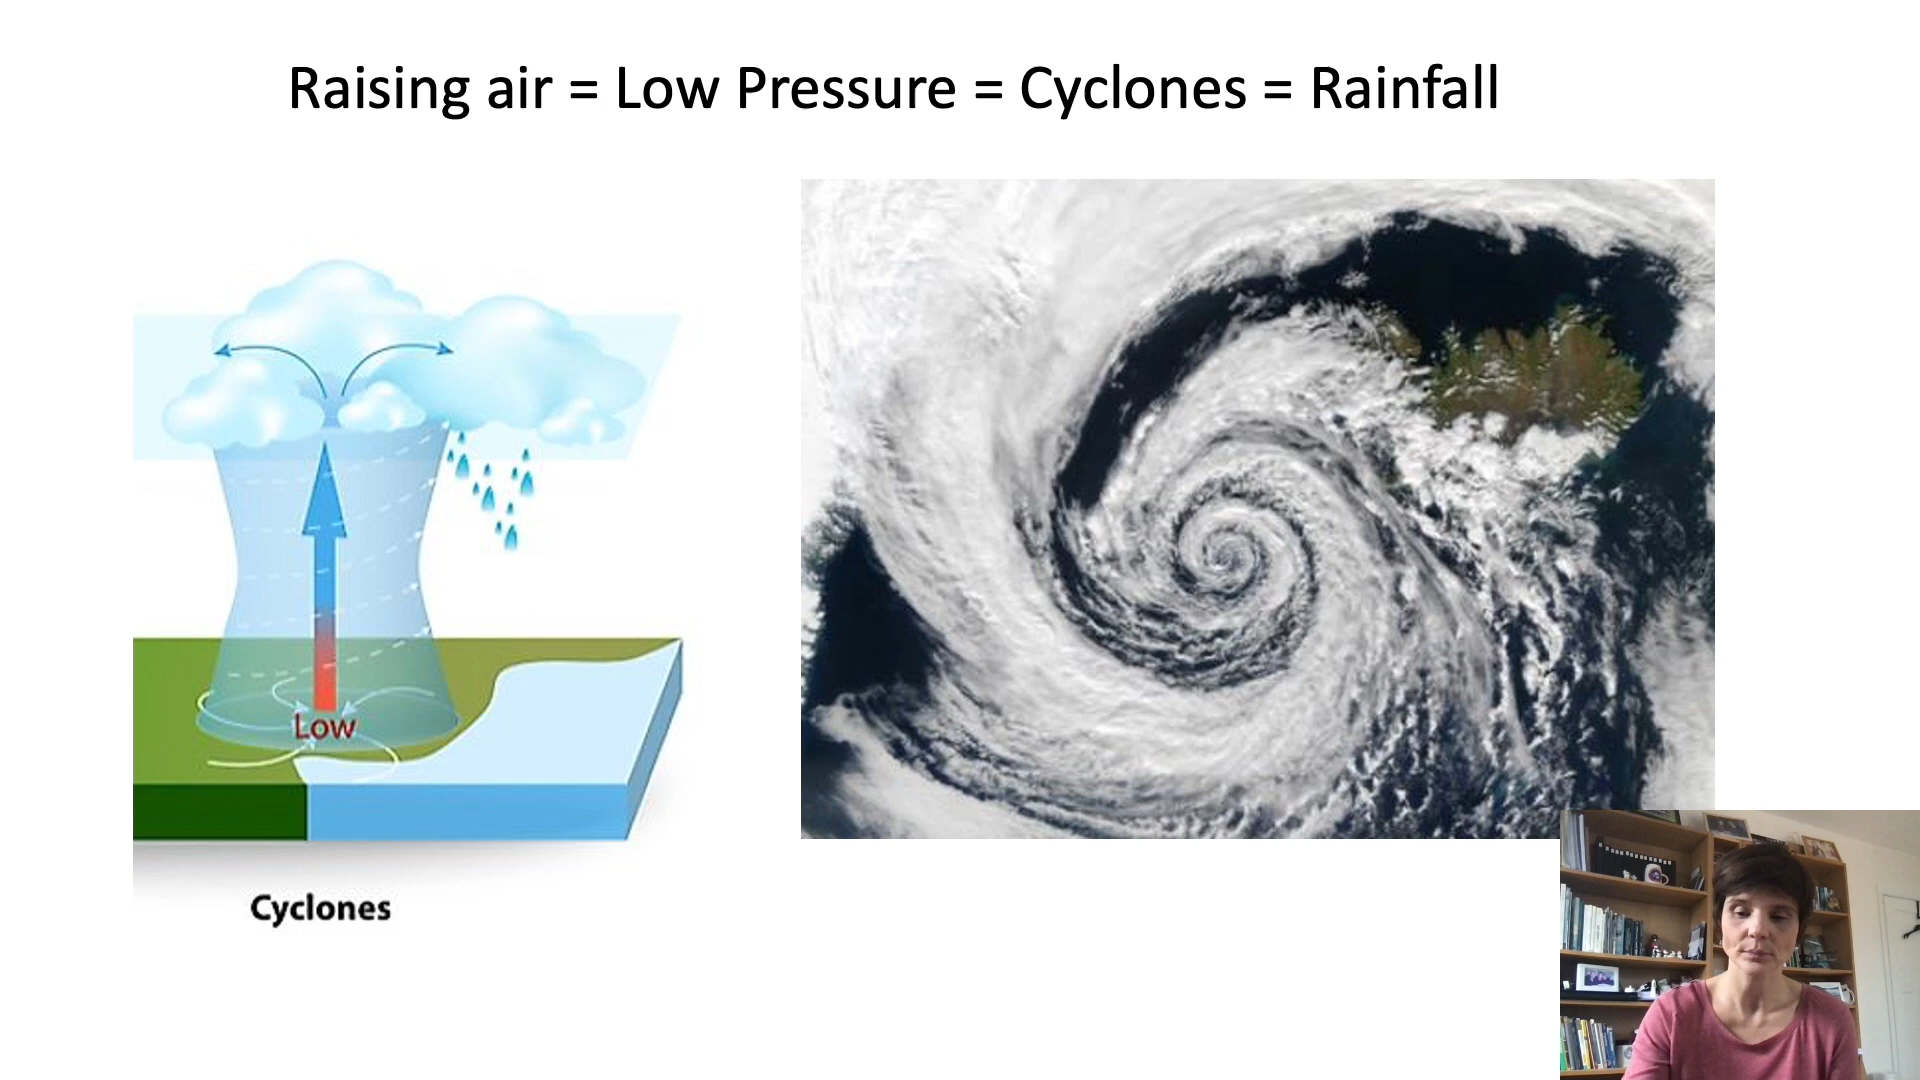 Raising air = Low Pressure = Cyclones = Rainfall
Low
Cyclones